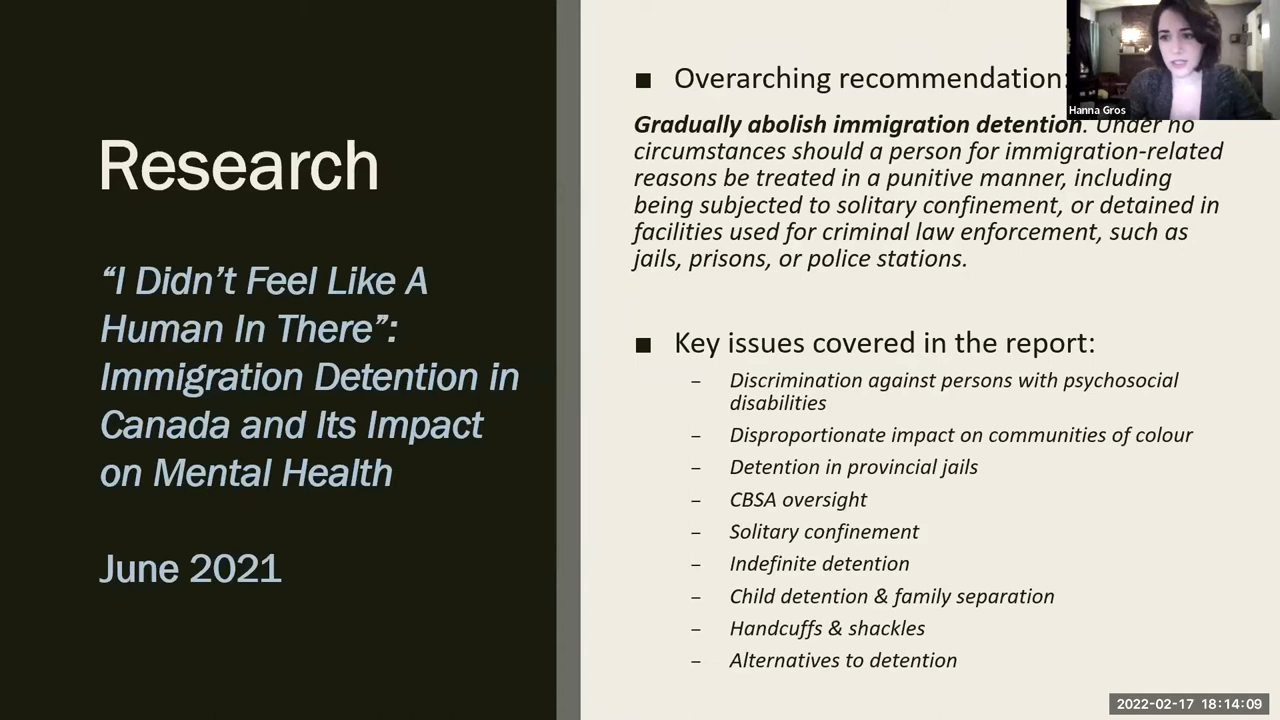 Research
“I Didn’t Feel Like A
Human In There”:
Immigration Detention in
Canada and Its Impact
on Mental Health
June 2021
■ Overarching recommendation:
Gradually abolish immigration detention. Under no
circumstances should a person for immigration-related
reasons be treated in a punitive manner, including
being subjected to solitary confinement, or detained in
facilities used for criminal law enforcement, such as
jails, prisons, or police stations.
■ Key issues covered in the report:
– Discrimination against persons with psychosocial
disabilities
– Disproportionate impact on communities of colour
– Detention in provincial jails
– CBSA oversight
– Solitary confinement
– Indefinite detention
– Child detention & family separation
– Handcuffs & shackles
– Alternatives to detention
Hanna Gros
2022-02-17 18:14:09